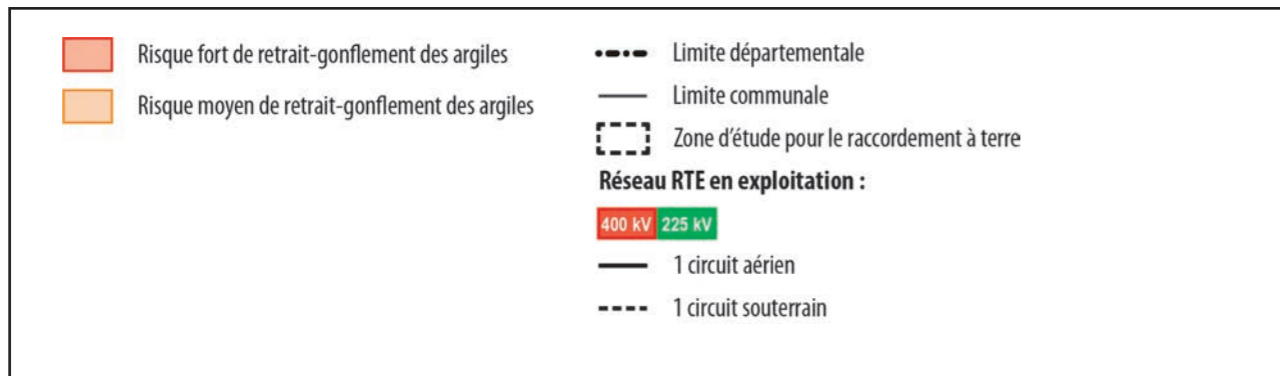 Risque fort de retrait-gonflement des argiles
Risque moyen de retrait-gonflement des argiles
Limite départementale
Limite communale
Zone d'étude pour le raccordement à terre
Réseau RTE en exploitation :
400 kV 225 kV
1 circuit aérien
1 circuit souterrain